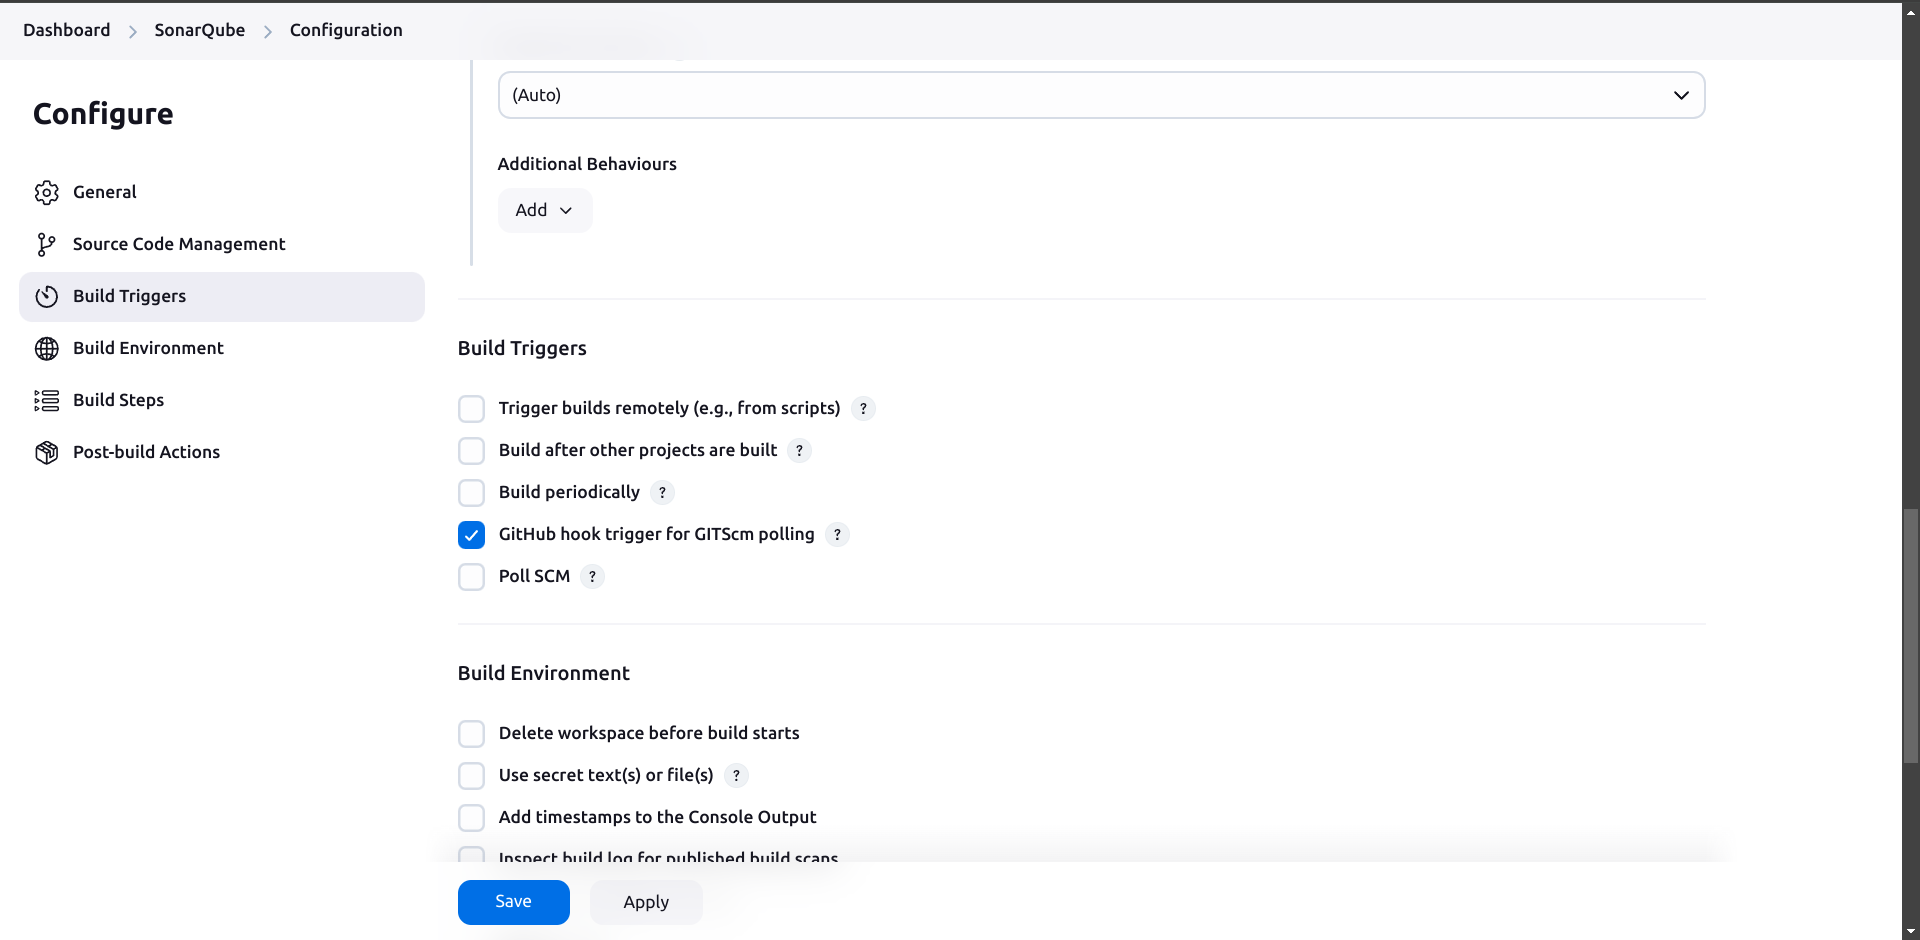 Dashboard
SonarQube
Configuration
Configure
General
Source Code Management
Build Triggers
Build Environment
Build Steps
Post-build Actions
(Auto)
Additional Behaviours
Add
Build Triggers
Trigger builds remotely (e.g., from scripts) ?
Build after other projects are built ?
Build periodically ?
GitHub hook trigger for GITScm polling ?
Poll SCM ?
Build Environment
Delete workspace before build starts
Use secret text(s) or file(s) ?
Add timestamps to the Console Output
Inspect build log for published build scans
Save
Apply